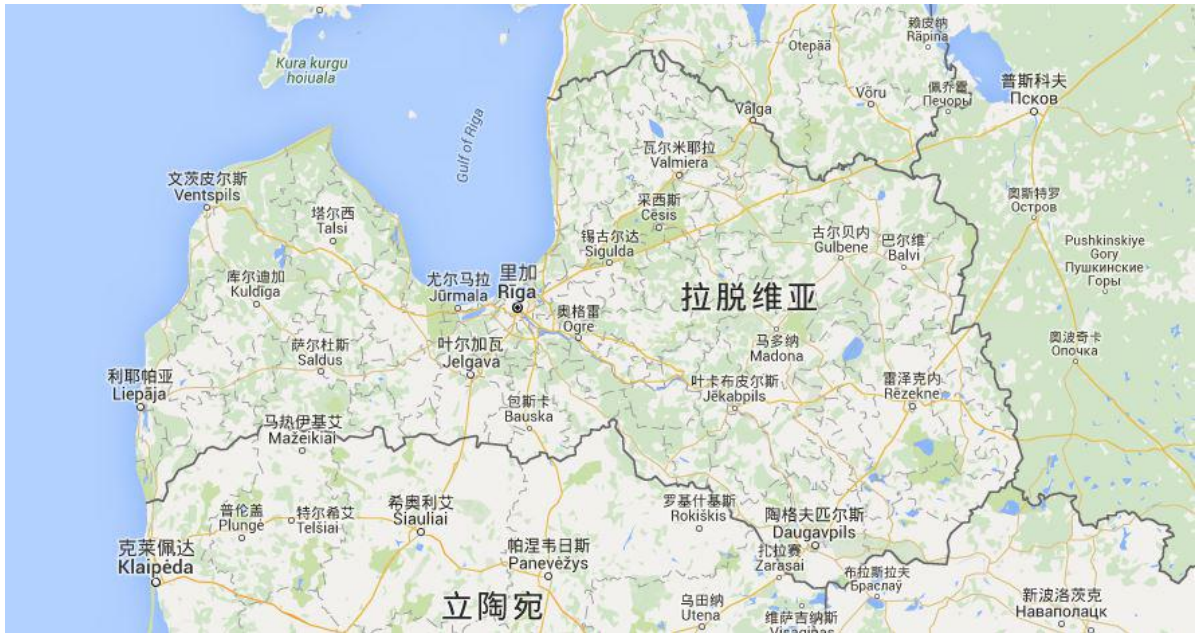 赖皮纳
Räpina
Otepää
Kura kurgu
hoiuala
普斯科夫
Псков
Võru
佩乔雷
Печоры
Valga
Gulf of Riga
瓦尔米耶拉
Valmiera
文茨皮尔斯
Ventspils
采西斯
Cēsis
奥斯特罗
Остров
塔尔西
Talsi
锡古尔达
Sigulda
古尔贝内
Gulbene
巴尔维
Balvi
Pushkinskiye
Gory
Пушкинские
Горы
库尔迪加
Kuldīga
尤尔马拉
Jūrmala
里加
Riga
拉脱维亚
奥格雷
Ogre
萨尔杜斯
Saldus
叶尔加瓦
Jelgava
马多纳
Madona
奥波奇卡
Опочка
利耶帕亚
Liepāja
包斯卡
Bauska
叶卡布皮尔斯
Jēkabpils
雷泽克内
Rēzekne
马热伊基艾
Mažeikiai
普伦盖
Plungė
特尔希艾
Telšiai
希奥利艾
Šiauliai
罗基什基斯
Rokiškis
陶格夫匹尔斯
Daugavpils
克莱佩达
Klaipėda
帕涅韦日斯
Panevėžys
扎拉赛
Zarasai
布拉斯拉夫
Браслаў
立陶宛
乌田纳
Utena
维萨吉纳斯
Visaginas
新波洛茨克
Наваполацк